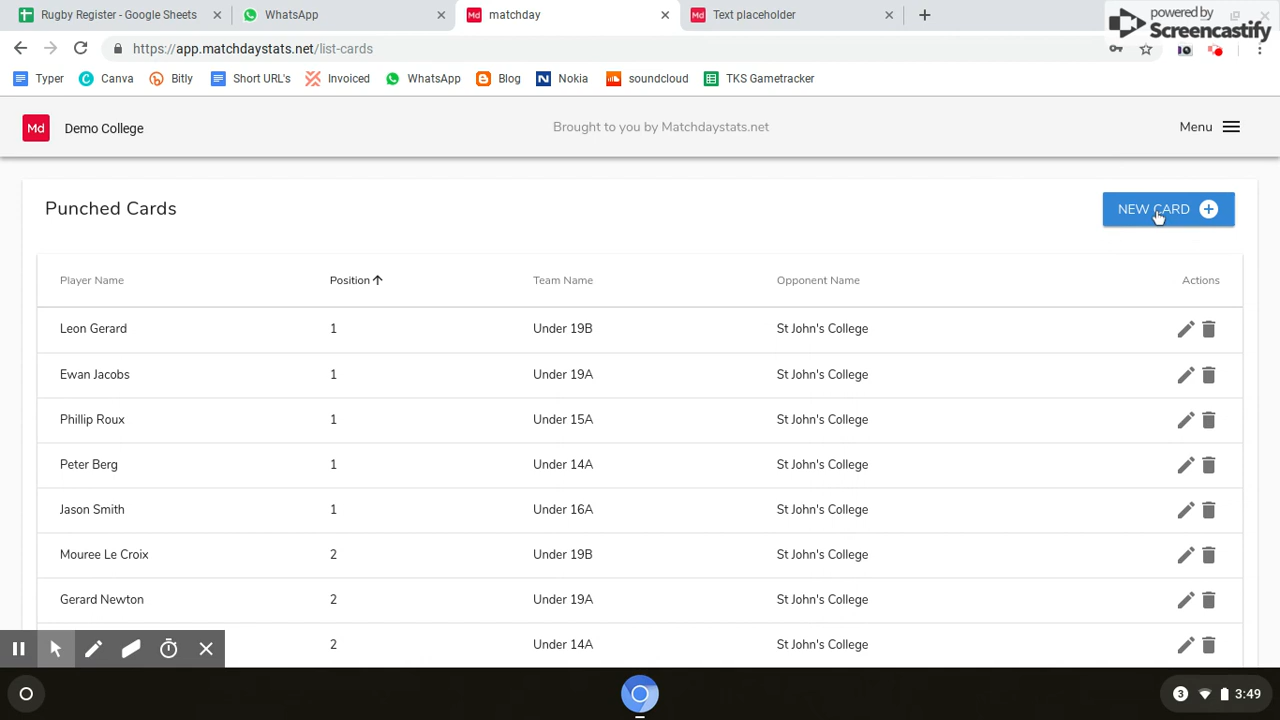 Rugby Register - Google Sheets
WhatsApp
matchday
Text placeholder
powered by
Screencastify
https://app.matchdaystats.net/list-cards
Typer
Canva
Bitly
Short URL's
Invoiced
WhatsApp
Blog
Nokia
soundcloud
TKS Gametracker
Md
Demo College
Brought to you by Matchdaystats.net
Menu
Punched Cards
NEW CARD
Player Name Position Team Name Opponent Name Actions
Leon Gerard 1 Under 19B St John's College
Ewan Jacobs 1 Under 19A St John's College
Phillip Roux 1 Under 15A St John's College
Peter Berg 1 Under 14A St John's College
Jason Smith 1 Under 16A St John's College
Mouree Le Croix 2 Under 19B St John's College
Gerard Newton 2 Under 19A St John's College
2 Under 14A St John's College
3 3:49